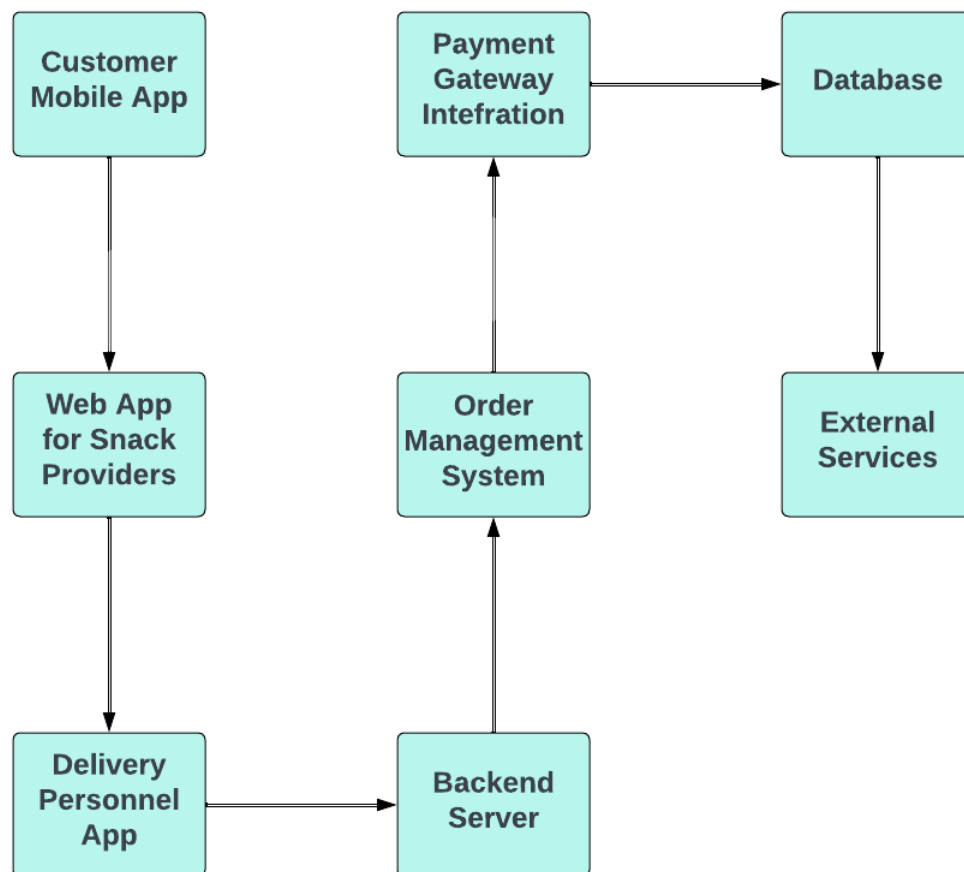 Customer
Mobile App
Payment
Gateway
Intefration
Database
Web App
for Snack
Providers
Order
Management
System
External
Services
Delivery
Personnel
App
Backend
Server